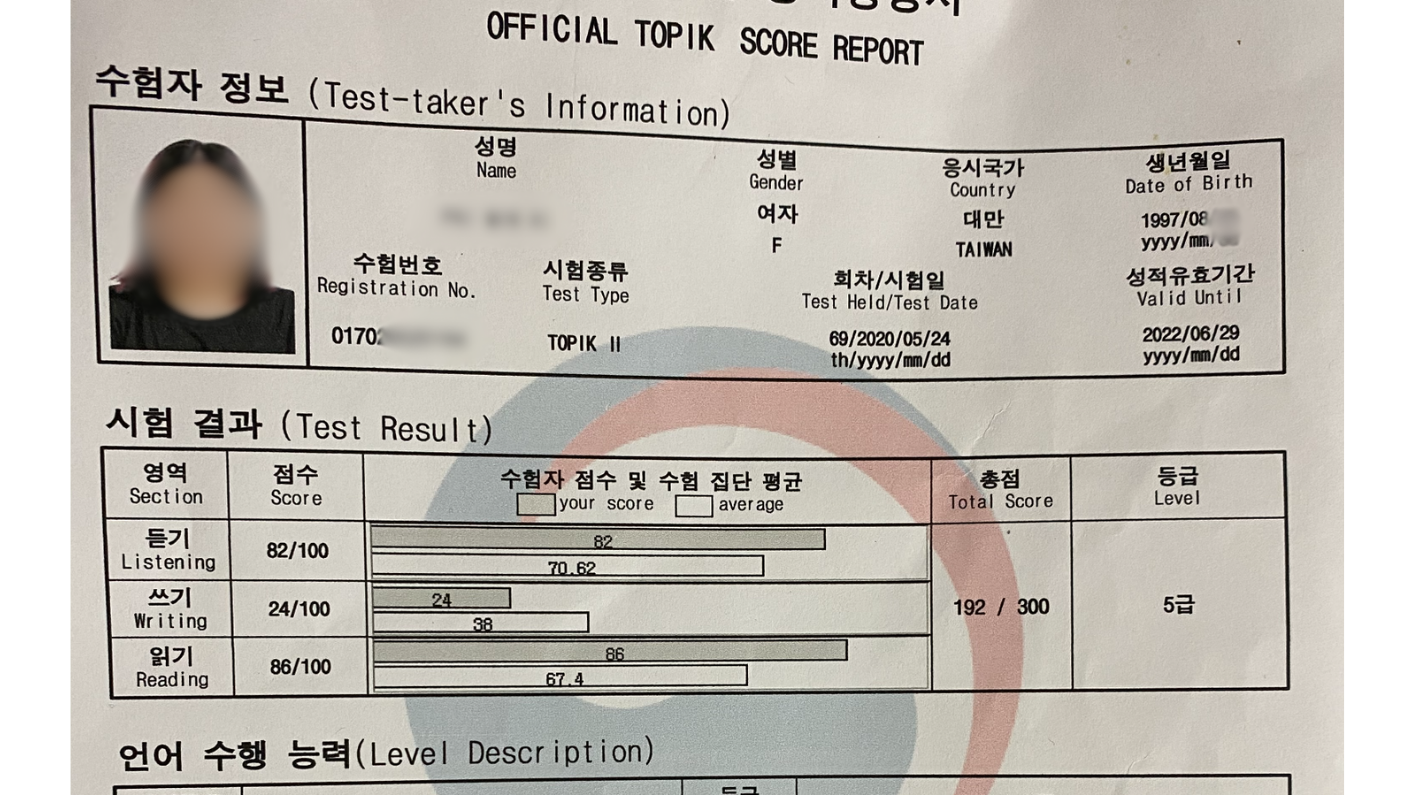 OFFICIAL TOPIK SCORE REPORT
수험자 정보 (Test-taker's Information)
성명 성별 응시국가 생년월일
Name Gender Country Date of Birth
여자 대만 1997/08
F TAIWAN yyyy/mm/
수험번호 시험종류 회차/시험일 성적유효기간
Registration No. Test Type Test Held/Test Date Valid Until
0170 TOPIK II 69/2020/05/24 2022/06/29
th/yyyy/mm/dd yyyy/mm/dd
시험 결과 (Test Result)
영역 점수 수험자 점수 및 수험 집단 평균 총점 등급
Section Score your score average Total Score Level
듣기 82/100 82
Listening 70.62
쓰기 24/100 24 192 / 300 5급
Writing 38
읽기 86/100 86
Reading 67.4
언어 수행 능력(Level Description)